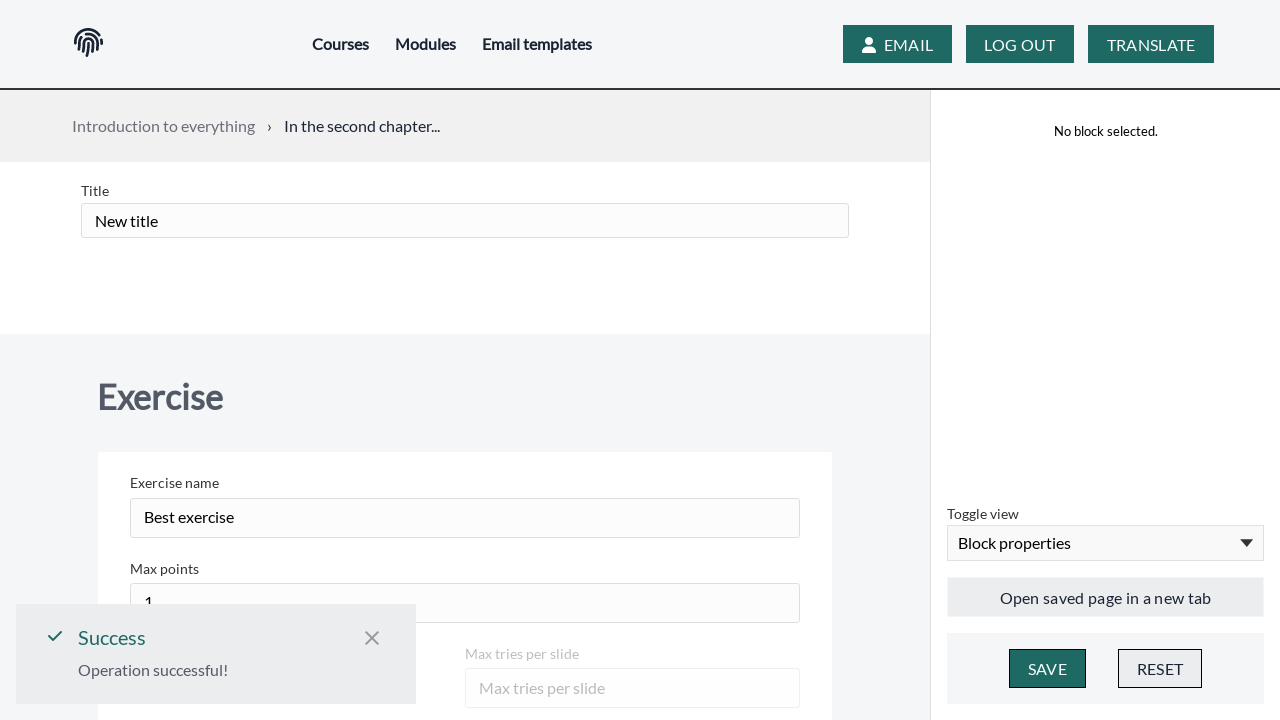 Courses Modules Email templates EMAIL LOG OUT TRANSLATE
Introduction to everything › In the second chapter...
No block selected.
Title
New title
Exercise
Exercise name
Best exercise
Max points
1
Max tries per slide
Max tries per slide
Success
Operation successful!
Toggle view
Block properties
Open saved page in a new tab
SAVE RESET